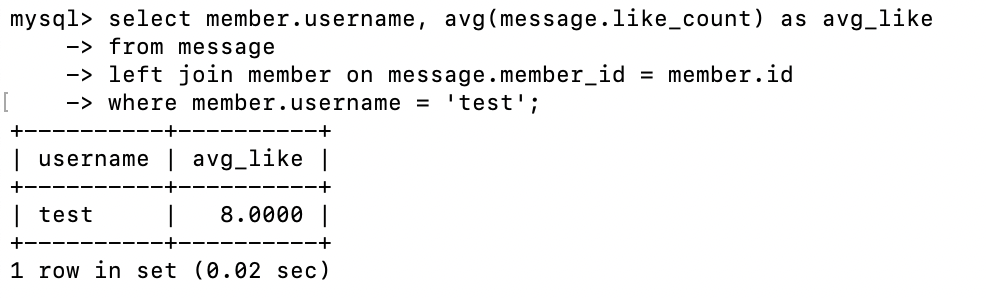 mysql> select member.username, avg(message.like_count) as avg_like
    -> from message
    -> left join member on message.member_id = member.id
[    -> where member.username = 'test';
+----------+----------+
| username | avg_like |
+----------+----------+
| test     |   8.0000 |
+----------+----------+
1 row in set (0.02 sec)